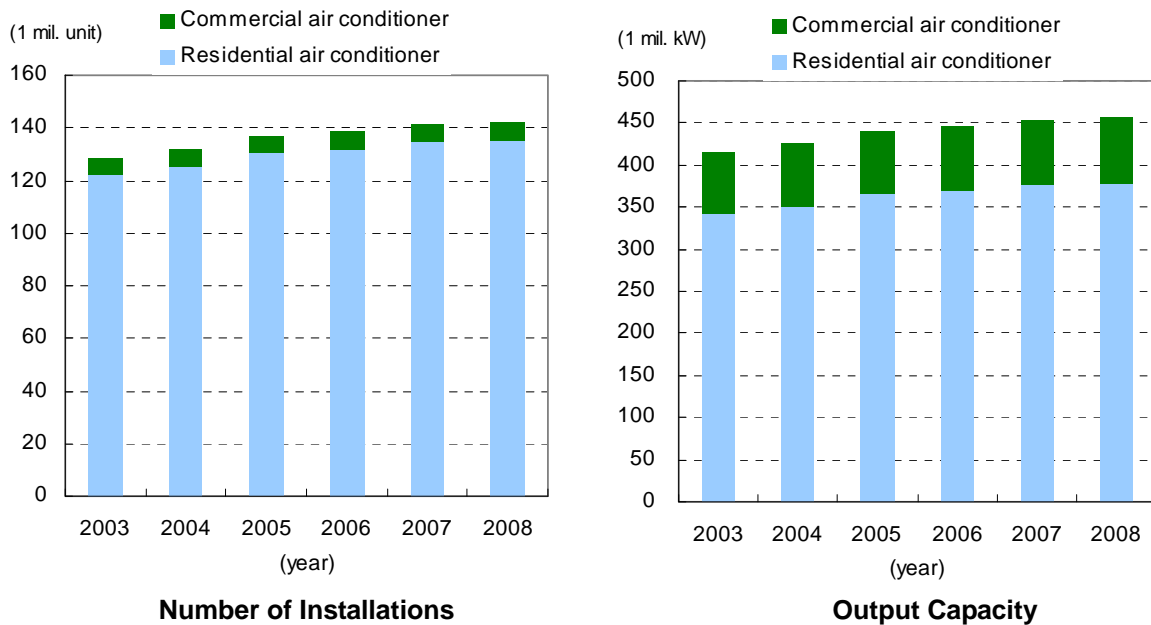 (1 mil. unit)
Commercial air conditioner
Residential air conditioner
160
140
120
100
80
60
40
20
0
2003 2004 2005 2006 2007 2008
(year)
Number of Installations
(1 mil. kW)
Commercial air conditioner
Residential air conditioner
500
450
400
350
300
250
200
150
100
50
0
2003 2004 2005 2006 2007 2008
(year)
Output Capacity